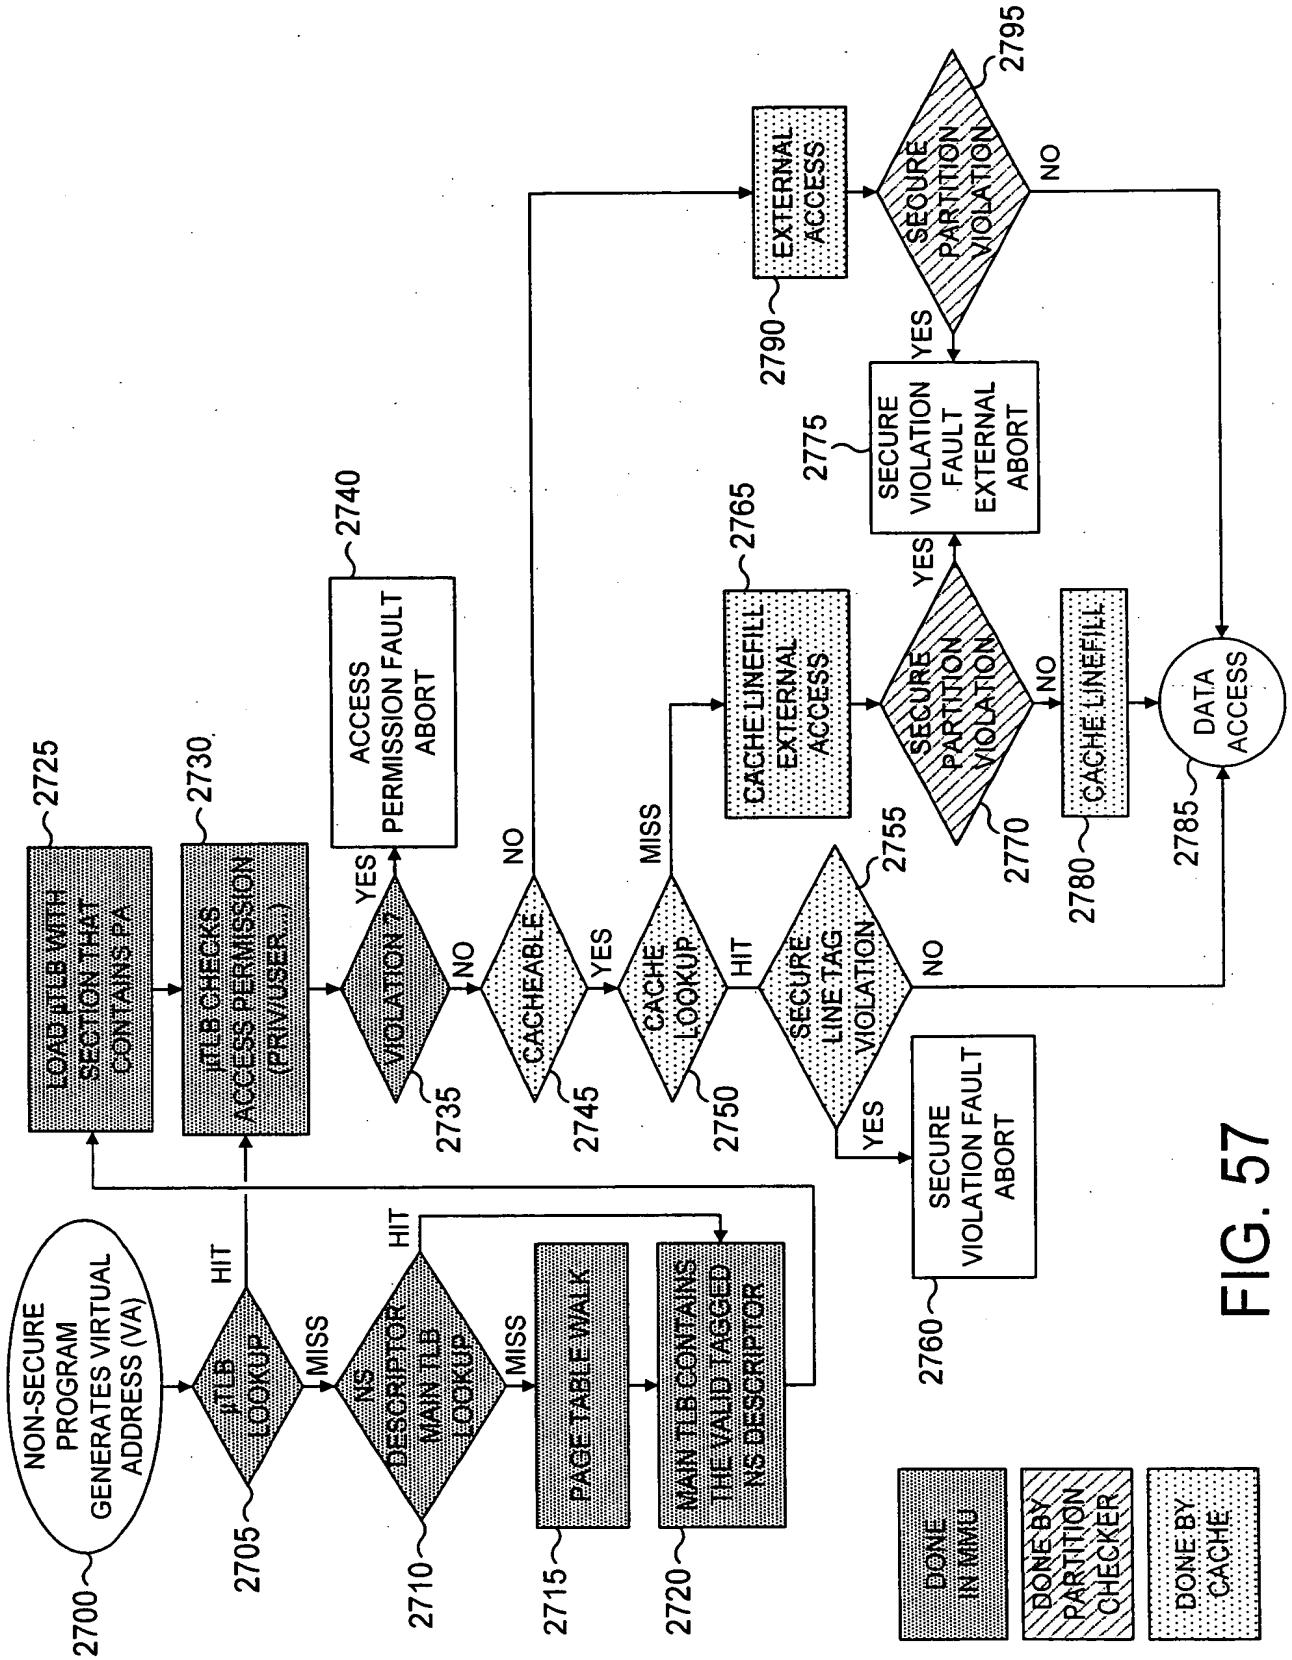 NON-SECURE
PROGRAM
GENERATES VIRTUAL
ADDRESS (VA)
2700
µTLB
LOOKUP
2705
HIT
MISS
NS
DESCRIPTOR
MAIN TLB
LOOKUP
2710
HIT
MISS
PAGE TABLE WALK
2715
MAIN TLB CONTAINS
THE VALID TAGGED
NS DESCRIPTOR
2720
LOAD µTLB WITH
SECTION THAT
CONTAINS PA
2725
µTLB CHECKS
ACCESS PERMISSION
(PRIV/USER...)
2730
VIOLATION ?
2735
YES
NO
ACCESS
PERMISSION FAULT
ABORT
2740
CACHEABLE
2745
NO
YES
CACHE
LOOKUP
2750
MISS
HIT
SECURE
LINE TAG
VIOLATION
2755
YES
NO
SECURE
VIOLATION FAULT
ABORT
2760
CACHE LINEFILL
EXTERNAL
ACCESS
2765
SECURE
PARTITION
VIOLATION
2770
YES
NO
SECURE
VIOLATION
FAULT
EXTERNAL
ABORT
2775
CACHE LINEFILL
2780
DATA
ACCESS
2785
EXTERNAL
ACCESS
2790
SECURE
PARTITION
VIOLATION
2795
YES
NO
DONE
IN MMU
DONE BY
PARTITION
CHECKER
DONE BY
CACHE
FIG. 57